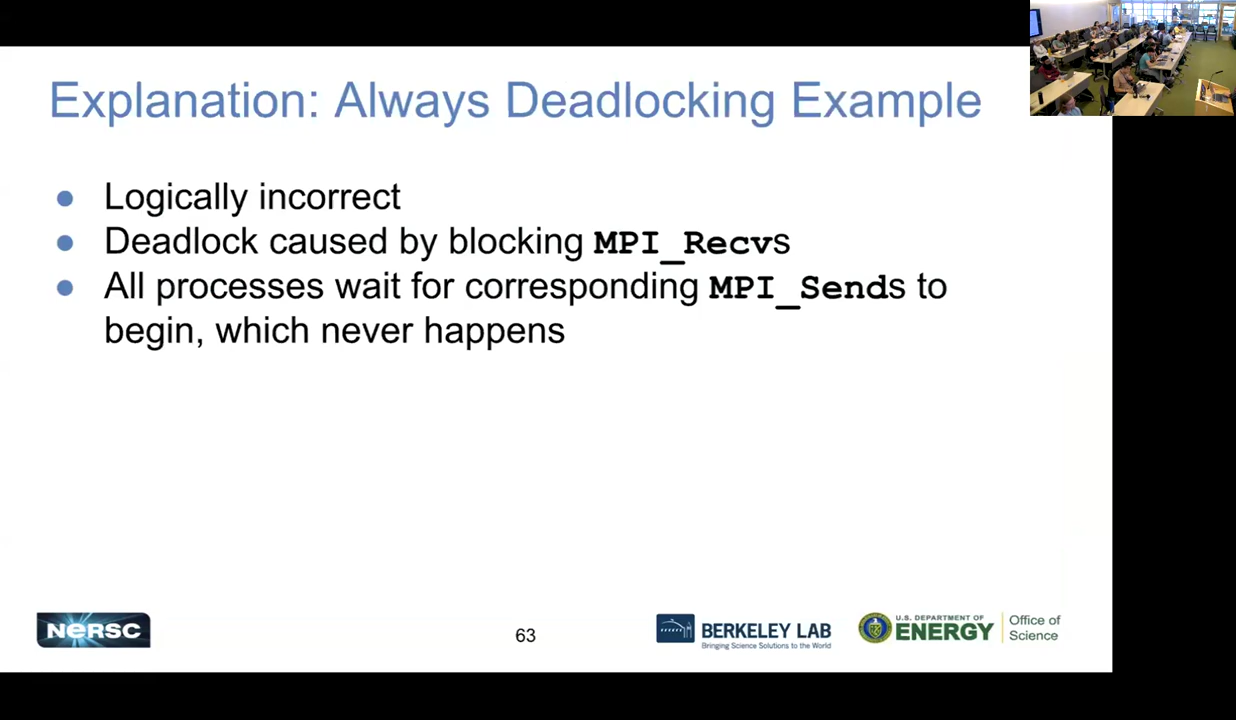 Explanation: Always Deadlocking Example
● Logically incorrect
● Deadlock caused by blocking MPI_Recvs
● All processes wait for corresponding MPI_Sends to
begin, which never happens
NERSC
63
BERKELEY LAB
Bringing Science Solutions to the World
U.S. DEPARTMENT OF
ENERGY
Office of
Science